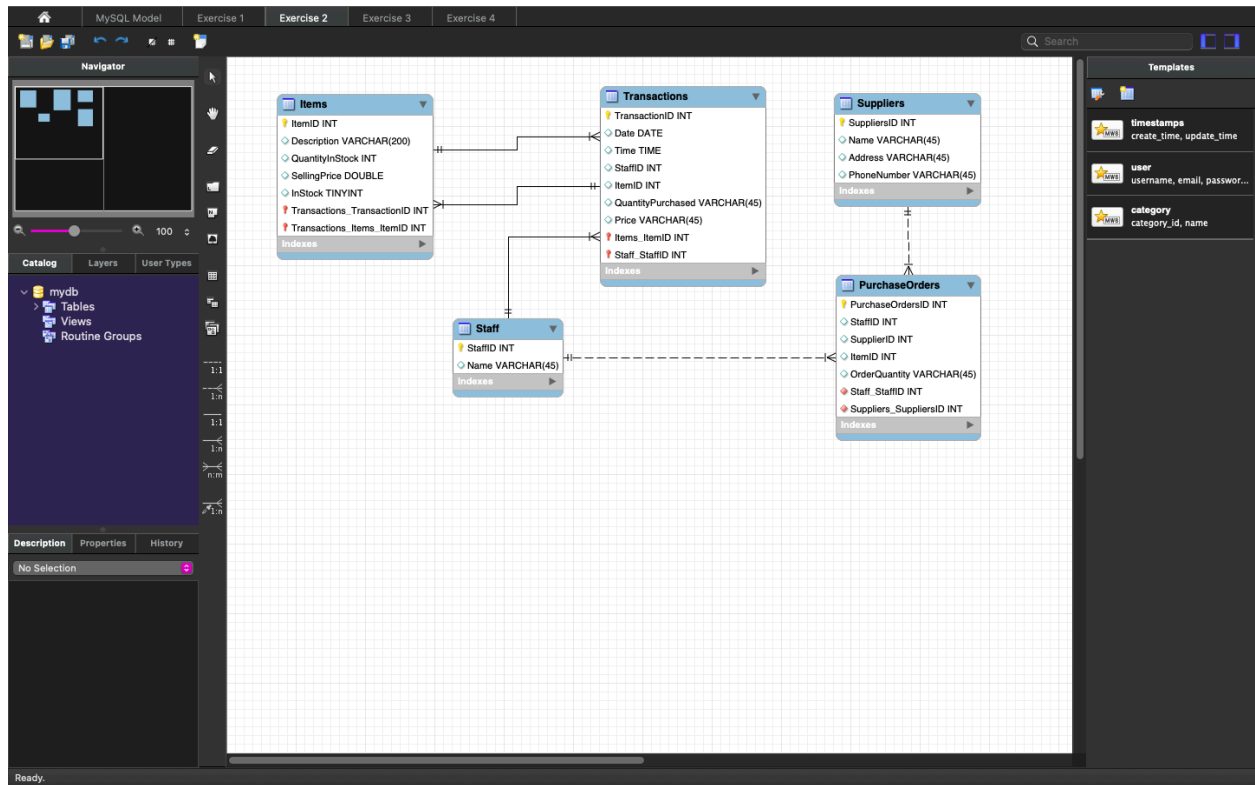 MySQL Model
Exercise 1
Exercise 2
Exercise 3
Exercise 4
Search
Navigator
100
Catalog
Layers
User Types
mydb
Tables
Views
Routine Groups
Description
Properties
History
No Selection
1:1
1:n
1:1
1:n
n:m
1:n
Items
ItemID INT
Description VARCHAR(200)
QuantityInStock INT
SellingPrice DOUBLE
InStock TINYINT
Transactions_TransactionID INT
Transactions_Items_ItemID INT
Indexes
Transactions
TransactionID INT
Date DATE
Time TIME
StaffID INT
ItemID INT
QuantityPurchased VARCHAR(45)
Price VARCHAR(45)
Items_ItemID INT
Staff_StaffID INT
Indexes
Suppliers
SuppliersID INT
Name VARCHAR(45)
Address VARCHAR(45)
PhoneNumber VARCHAR(45)
Indexes
Staff
StaffID INT
Name VARCHAR(45)
Indexes
PurchaseOrders
PurchaseOrdersID INT
StaffID INT
SupplierID INT
ItemID INT
OrderQuantity VARCHAR(45)
Staff_StaffID INT
Suppliers_SuppliersID INT
Indexes
Templates
MWB
timestamps
create_time, update_time
MWB
user
username, email, passwor...
MWB
category
category_id, name
Ready.